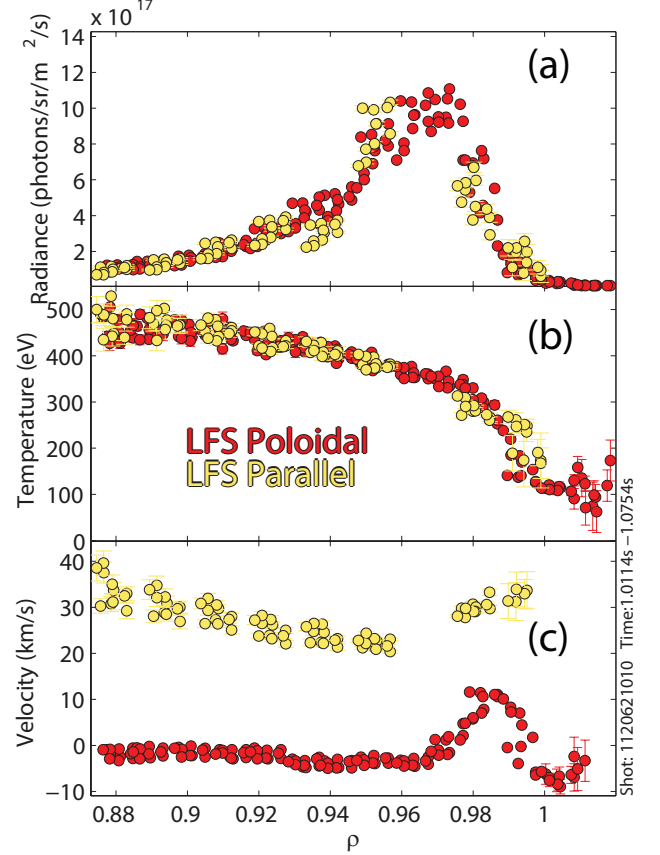 x 10 17
14
12
10
8
6
4
2
Radiance (photons/sr/m 2/s)
(a)
500
400
300
200
100
0
Temperature (eV)
(b)
LFS Poloidal
LFS Parallel
40
30
20
10
0
−10
Velocity (km/s)
(c)
0.88
0.9
0.92
0.94
0.96
0.98
1
ρ
Shot: 1120621010 Time:1.0114s −1.0754s